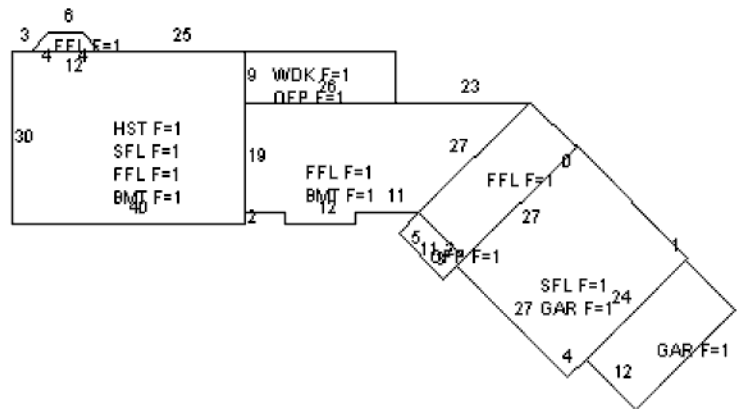 6
3
FFL F=1
25
4
4
12
9
WDK F=1
26
OFP F=1
23
30
HST F=1
SFL F=1
FFL F=1
BMT F=1
40
19
FFL F=1
BMT F=1
11
2
12
27
FFL F=1
0
27
5
11
2
OFP F=1
1
SFL F=1
27
GAR F=1
24
4
12
GAR F=1